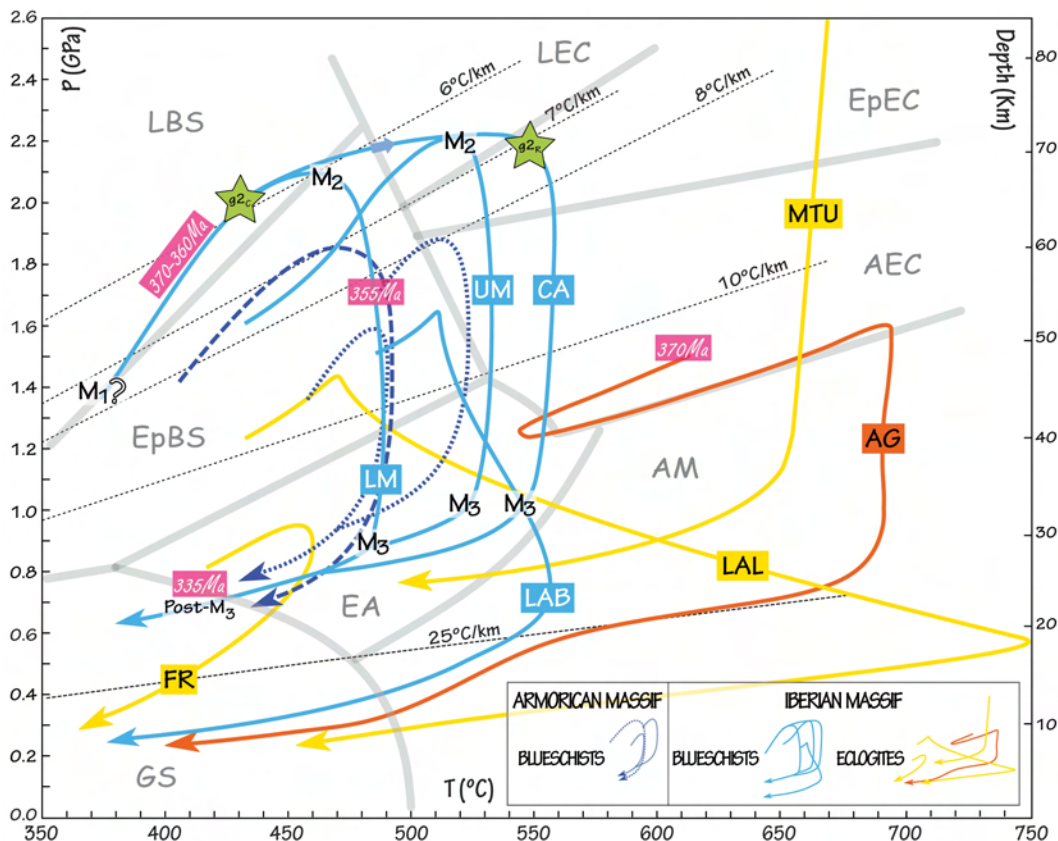 P (GPa)
Depth (Km)
T (°C)
2.6
2.4
2.2
2.0
1.8
1.6
1.4
1.2
1.0
0.8
0.6
0.4
0.2
0.0
80
70
60
50
40
30
20
10
350
400
450
500
550
600
650
700
750
LBS
LEC
EpEC
AEC
EpBS
AM
EA
GS
6°C/km
7°C/km
8°C/km
10°C/km
25°C/km
g2C
g2R
M2
M2
M1?
M3
M3
M3
Post-M3
370-360Ma
355Ma
370Ma
335Ma
UM
CA
LM
LAB
MTU
AG
LAL
FR
ARMORICAN MASSIF
BLUESCHISTS
IBERIAN MASSIF
BLUESCHISTS
ECLOGITES